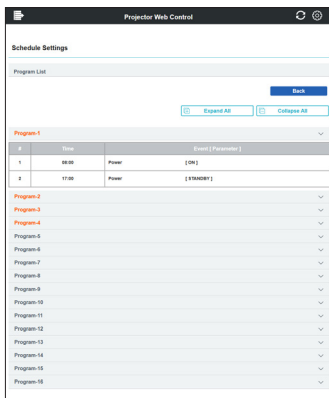 Projector Web Control
Schedule Settings
Program List
Back
Expand All Collapse All
Program-1
# Time Event [ Parameter ]
1 08:00 Power [ ON ]
2 17:00 Power [ STANDBY ]
Program-2
Program-3
Program-4
Program-5
Program-6
Program-7
Program-8
Program-9
Program-10
Program-11
Program-12
Program-13
Program-14
Program-15
Program-16